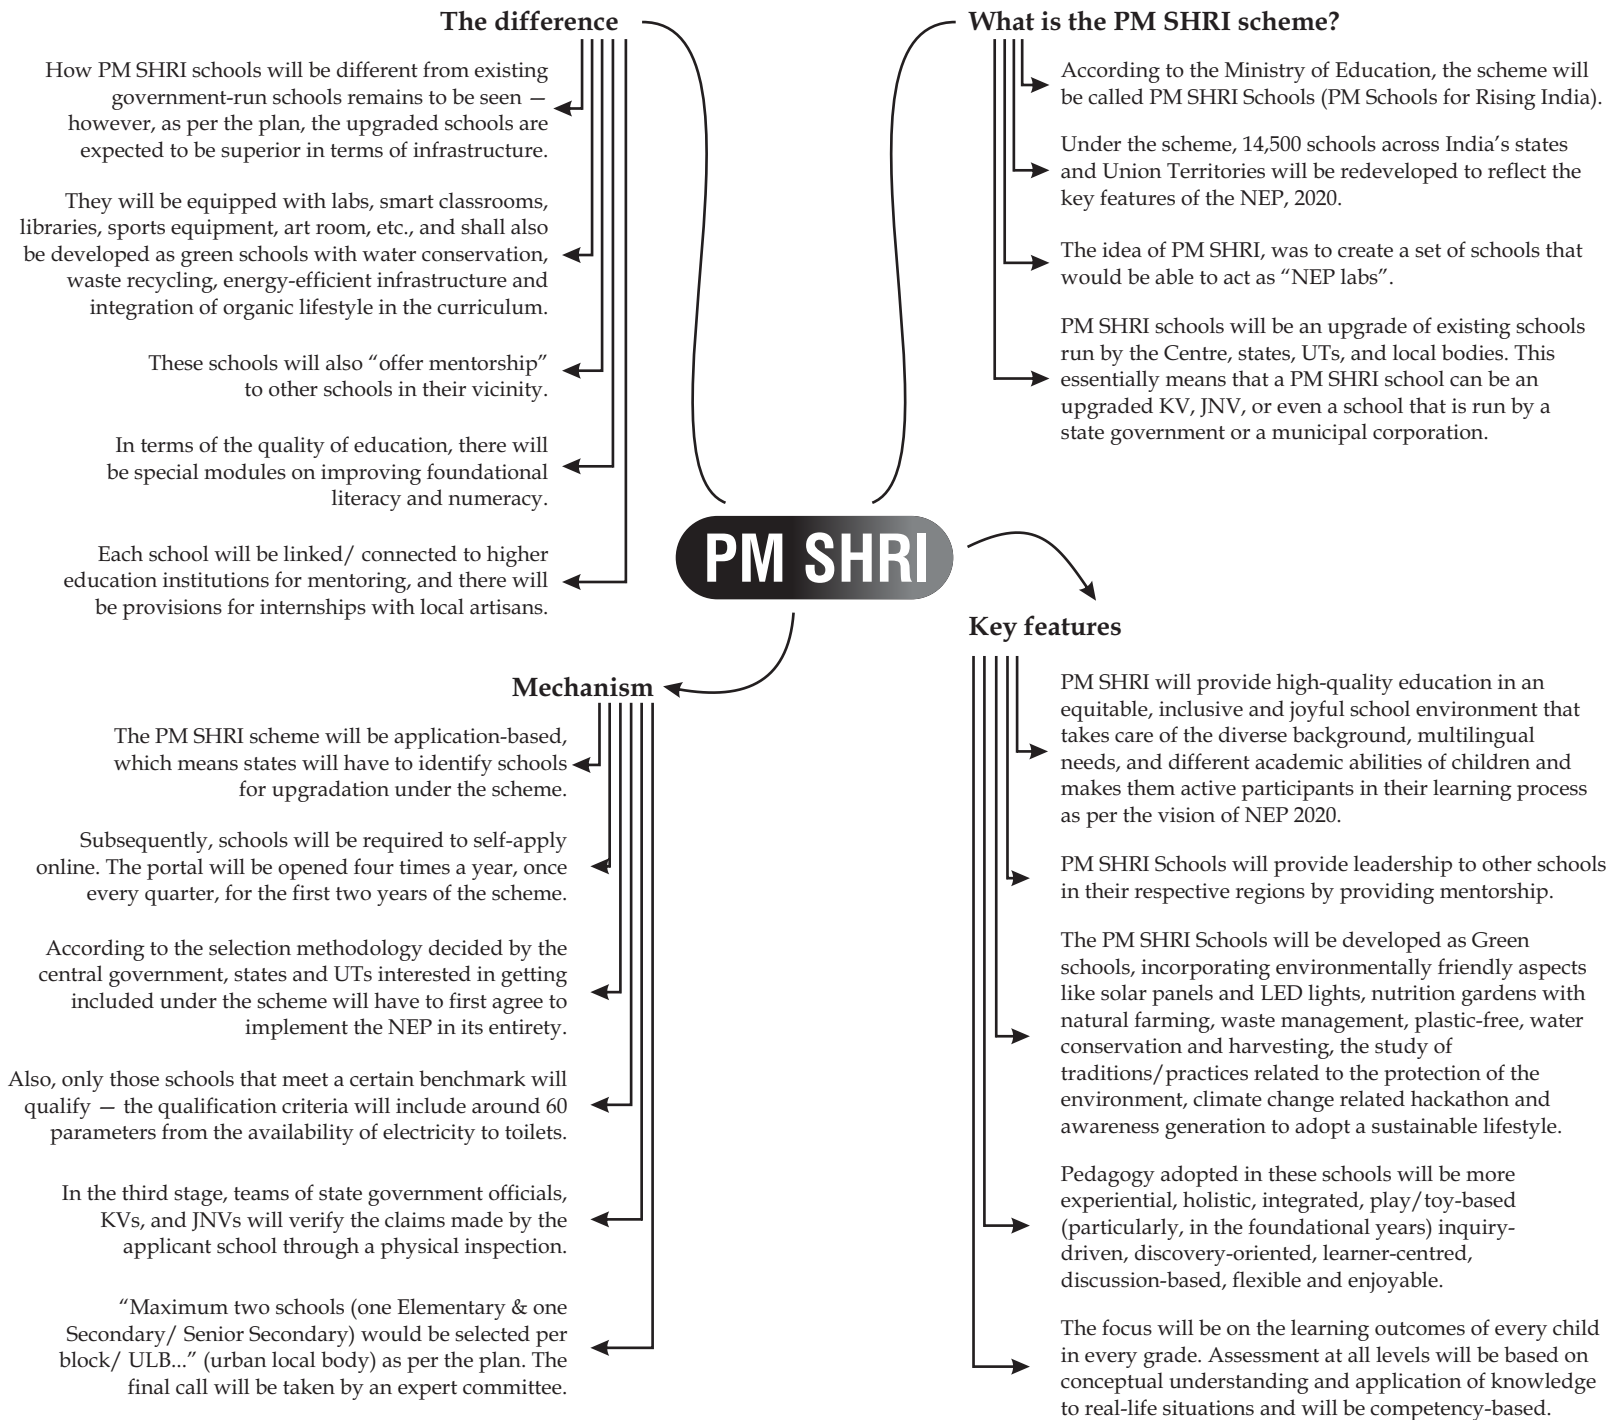 The difference
How PM SHRI schools will be different from existing
government-run schools remains to be seen —
however, as per the plan, the upgraded schools are
expected to be superior in terms of infrastructure.
They will be equipped with labs, smart classrooms,
libraries, sports equipment, art room, etc., and shall also
be developed as green schools with water conservation,
waste recycling, energy-efficient infrastructure and
integration of organic lifestyle in the curriculum.
These schools will also “offer mentorship”
to other schools in their vicinity.
In terms of the quality of education, there will
be special modules on improving foundational
literacy and numeracy.
Each school will be linked/ connected to higher
education institutions for mentoring, and there will
be provisions for internships with local artisans.
What is the PM SHRI scheme?
According to the Ministry of Education, the scheme will
be called PM SHRI Schools (PM Schools for Rising India).
Under the scheme, 14,500 schools across India’s states
and Union Territories will be redeveloped to reflect the
key features of the NEP, 2020.
The idea of PM SHRI, was to create a set of schools that
would be able to act as “NEP labs”.
PM SHRI schools will be an upgrade of existing schools
run by the Centre, states, UTs, and local bodies. This
essentially means that a PM SHRI school can be an
upgraded KV, JNV, or even a school that is run by a
state government or a municipal corporation.
PM SHRI
Mechanism
The PM SHRI scheme will be application-based,
which means states will have to identify schools
for upgradation under the scheme.
Subsequently, schools will be required to self-apply
online. The portal will be opened four times a year, once
every quarter, for the first two years of the scheme.
According to the selection methodology decided by the
central government, states and UTs interested in getting
included under the scheme will have to first agree to
implement the NEP in its entirety.
Also, only those schools that meet a certain benchmark will
qualify — the qualification criteria will include around 60
parameters from the availability of electricity to toilets.
In the third stage, teams of state government officials,
KVs, and JNVs will verify the claims made by the
applicant school through a physical inspection.
“Maximum two schools (one Elementary & one
Secondary/ Senior Secondary) would be selected per
block/ ULB...” (urban local body) as per the plan. The
final call will be taken by an expert committee.
Key features
PM SHRI will provide high-quality education in an
equitable, inclusive and joyful school environment that
takes care of the diverse background, multilingual
needs, and different academic abilities of children and
makes them active participants in their learning process
as per the vision of NEP 2020.
PM SHRI Schools will provide leadership to other schools
in their respective regions by providing mentorship.
The PM SHRI Schools will be developed as Green
schools, incorporating environmentally friendly aspects
like solar panels and LED lights, nutrition gardens with
natural farming, waste management, plastic-free, water
conservation and harvesting, the study of
traditions/practices related to the protection of the
environment, climate change related hackathon and
awareness generation to adopt a sustainable lifestyle.
Pedagogy adopted in these schools will be more
experiential, holistic, integrated, play/toy-based
(particularly, in the foundational years) inquiry-
driven, discovery-oriented, learner-centred,
discussion-based, flexible and enjoyable.
The focus will be on the learning outcomes of every child
in every grade. Assessment at all levels will be based on
conceptual understanding and application of knowledge
to real-life situations and will be competency-based.